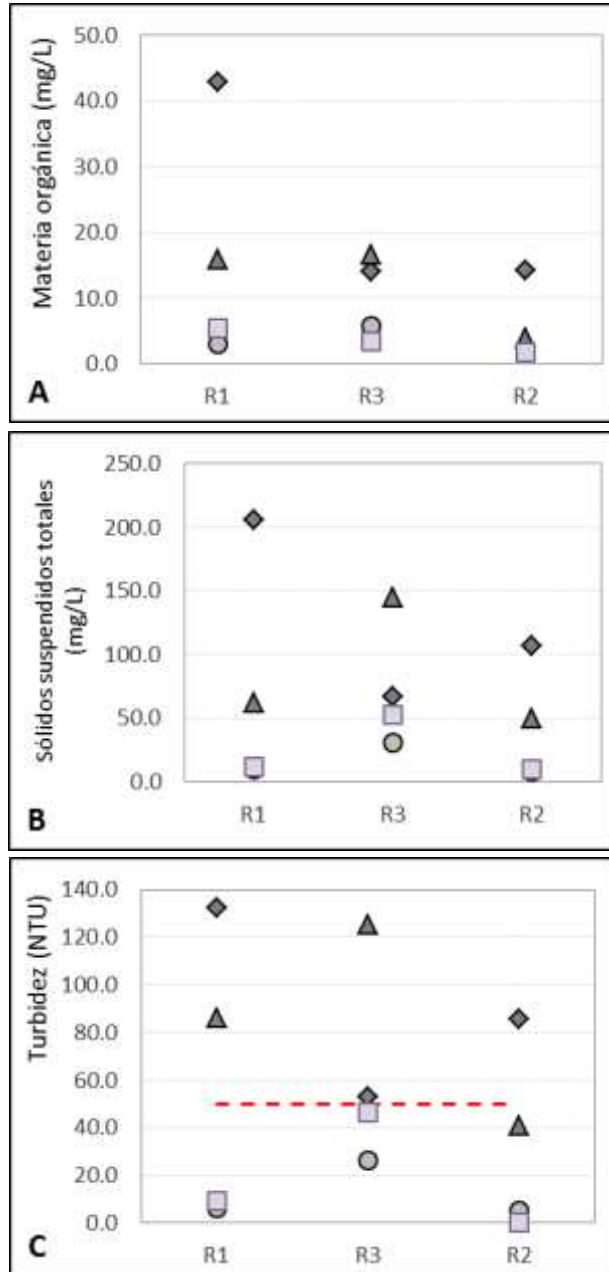 50.0
40.0
30.0
20.0
10.0
0.0
Materia orgánica (mg/L)
R1 R3 R2
A
250.0
200.0
150.0
100.0
50.0
0.0
Sólidos suspendidos totales
(mg/L)
R1 R3 R2
B
140.0
120.0
100.0
80.0
60.0
40.0
20.0
0.0
Turbidez (NTU)
R1 R3 R2
C